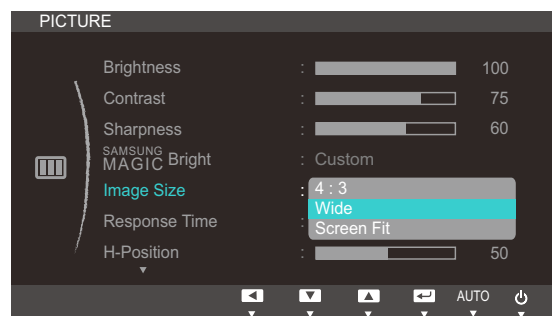 PICTURE
Brightness : 100
Contrast : 75
Sharpness : 60
SAMSUNG MAGIC Bright : Custom
Image Size : 4 : 3
Wide
Response Time :
Screen Fit
H-Position : 50
AUTO